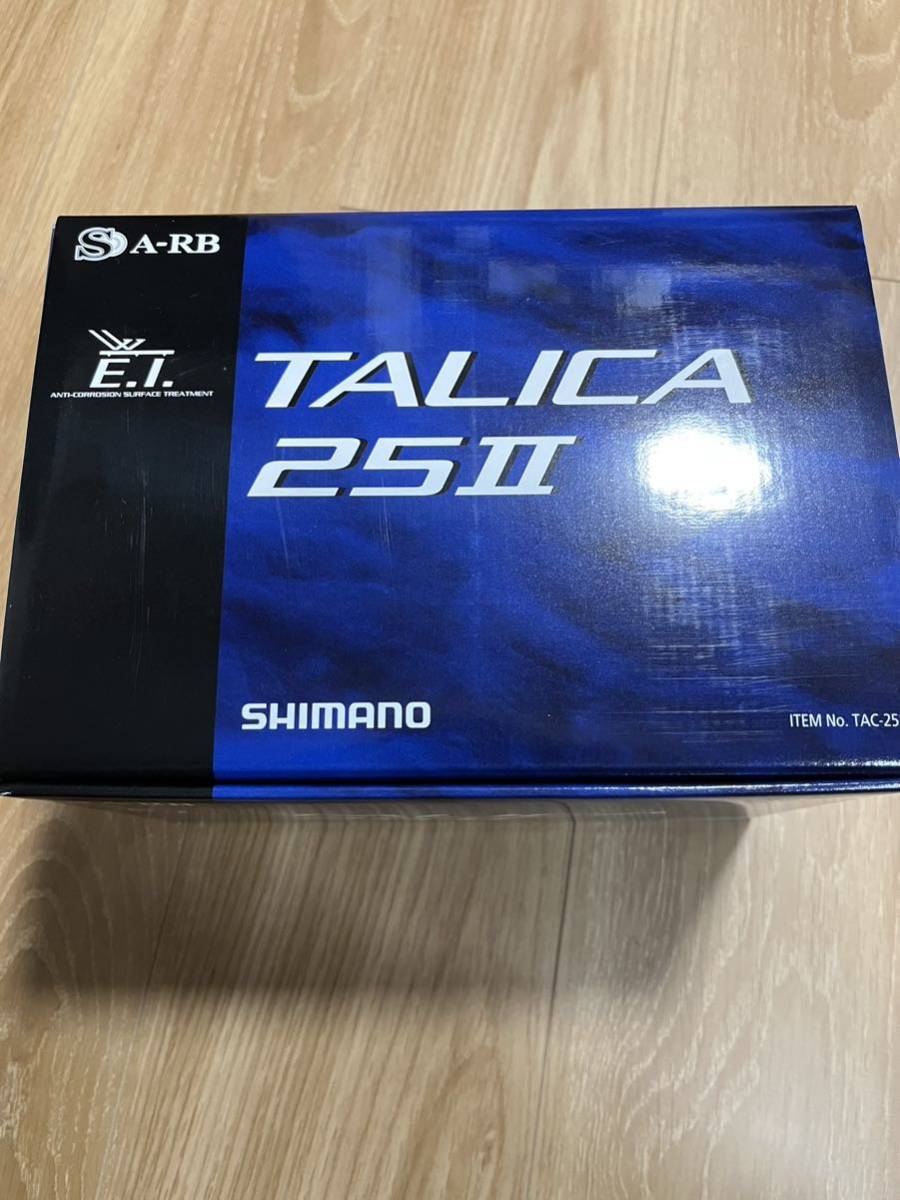 S A-RB
E.I.
ANTI-CORROSION SURFACE TREATMENT
TALICA
25II
SHIMANO
ITEM No. TAC-25